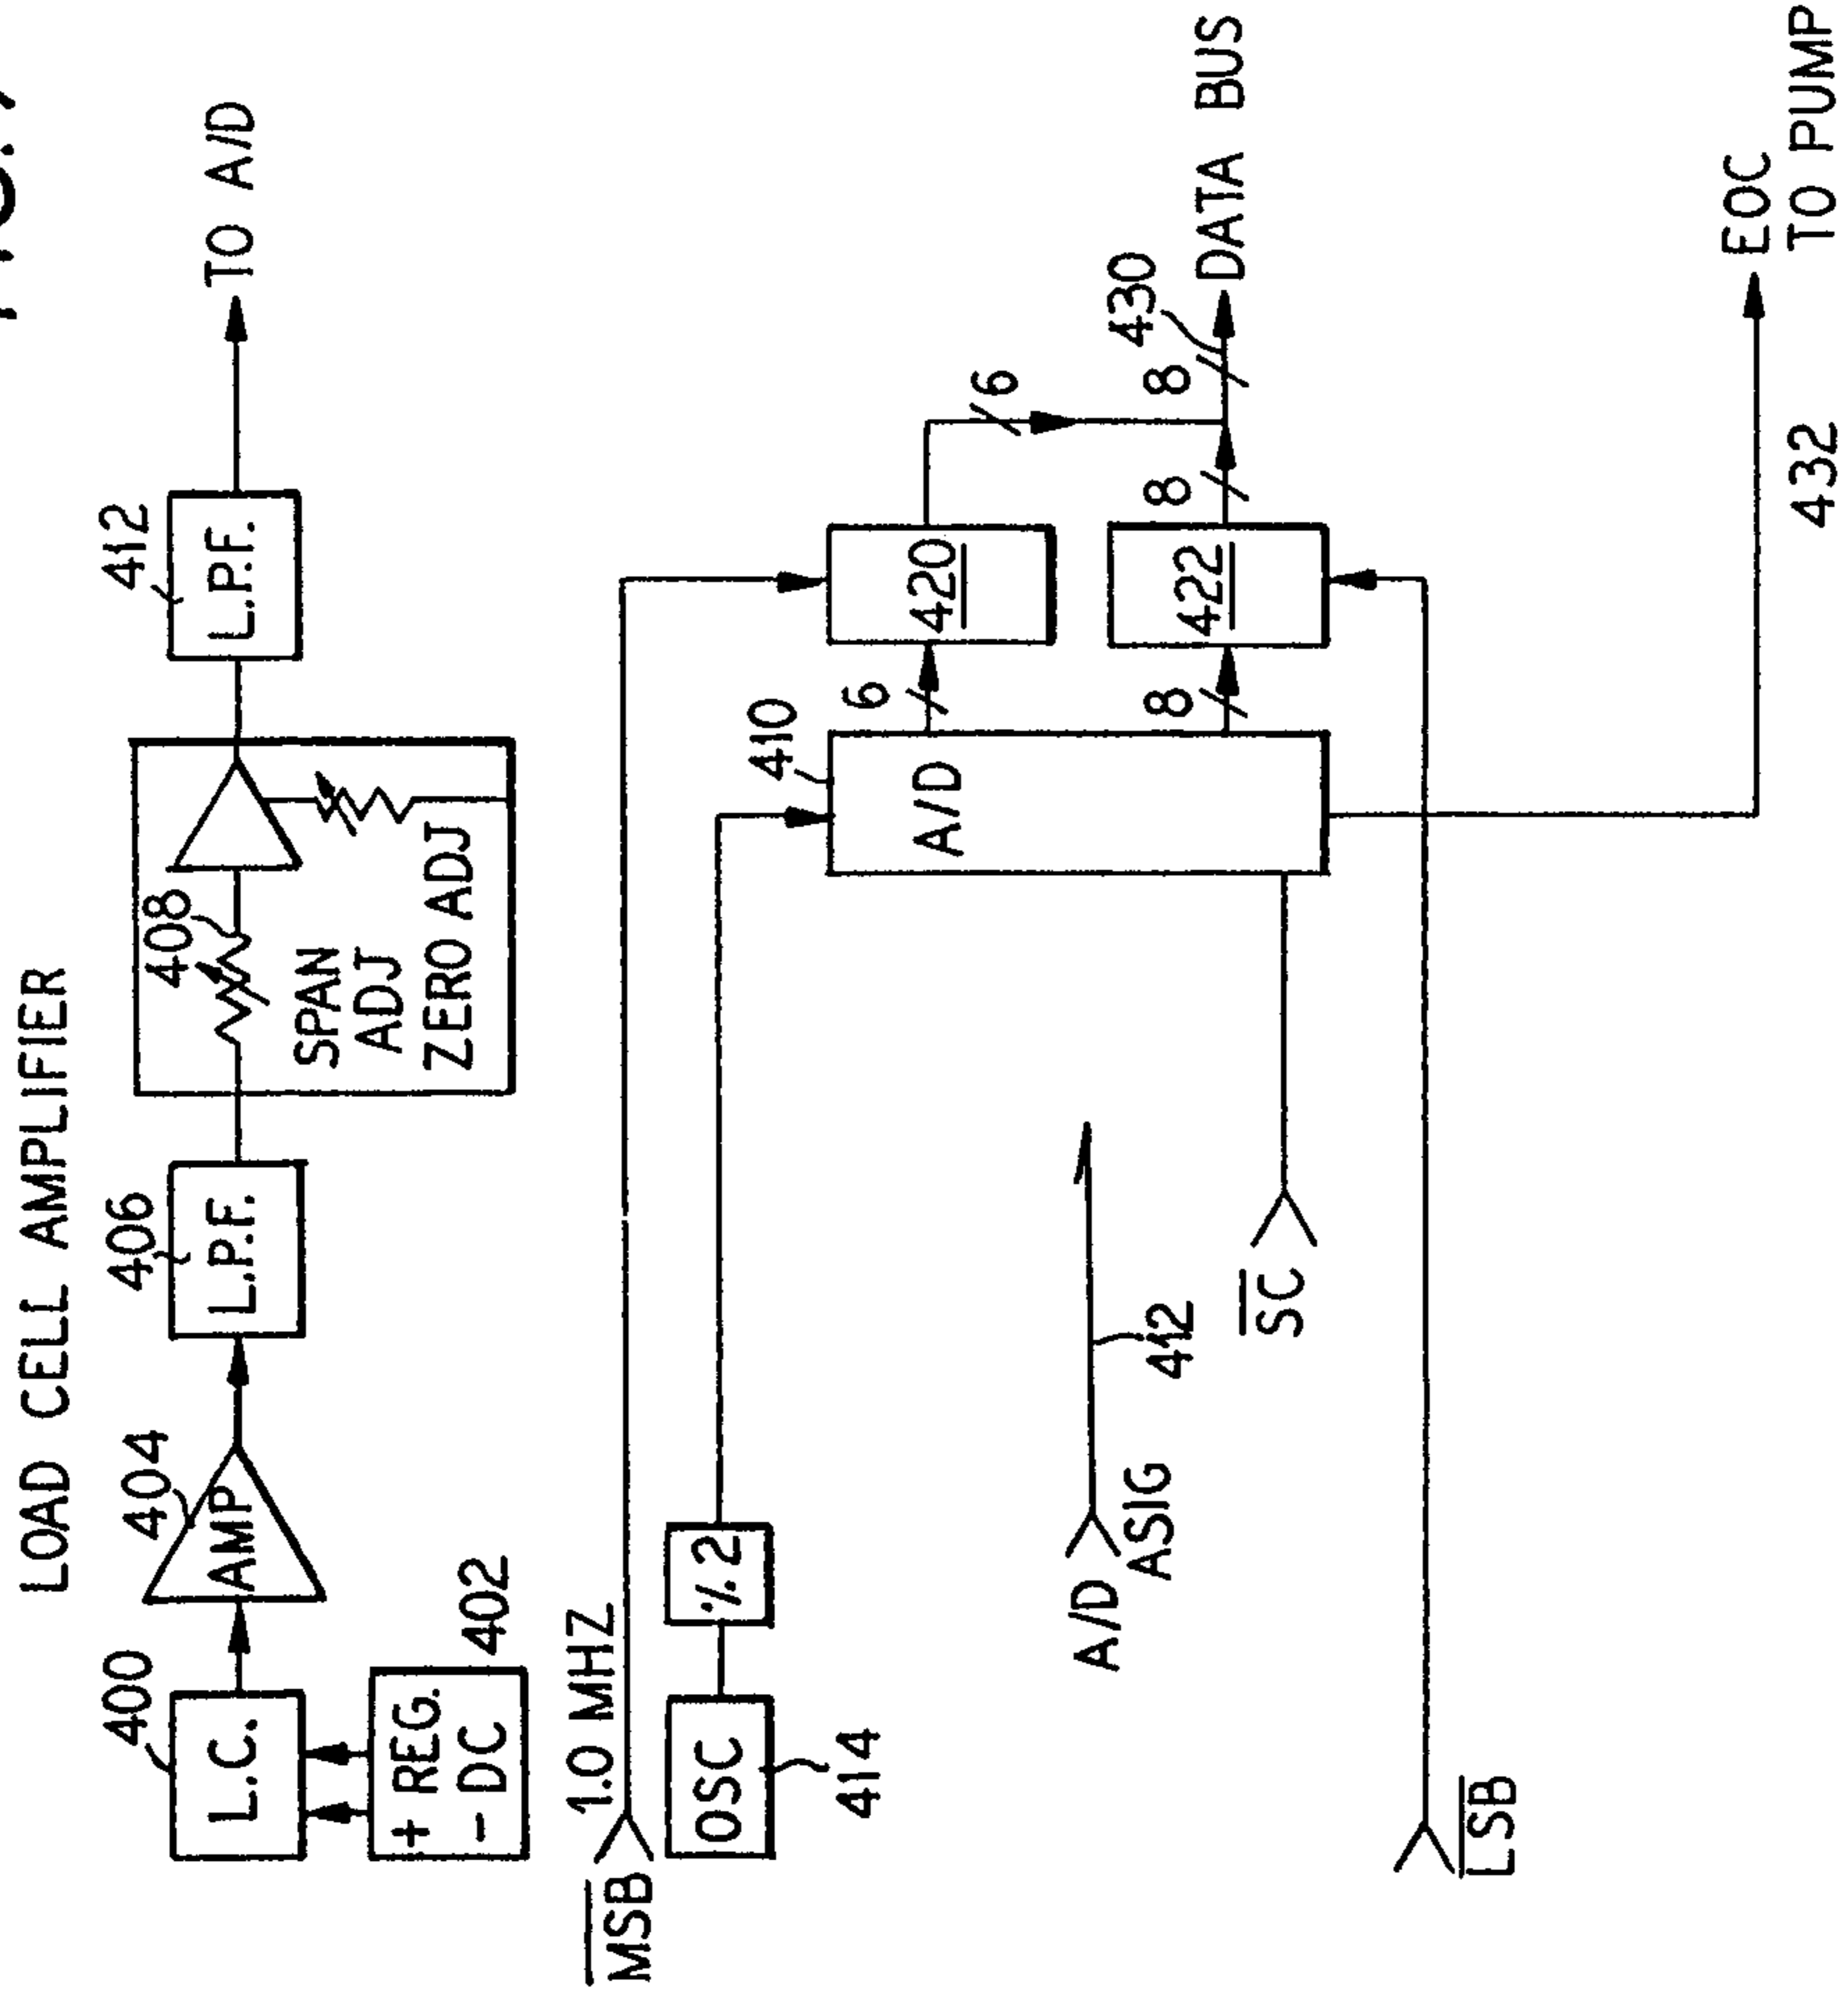 LOAD CELL AMPLIFIER
400
L.C.
+ REG.
- DC
402
404
AMP
406
L.P.F.
408
SPAN
ADJ
ZERO ADJ
412
L.P.F.
TO A/D
MSB
1.0 MHZ
OSC
414
%2
410
A/D
6
8
420
422
6
8
8
430
DATA BUS
A/D
ASIG
412
SC
LSB
EOC
TO PUMP
432